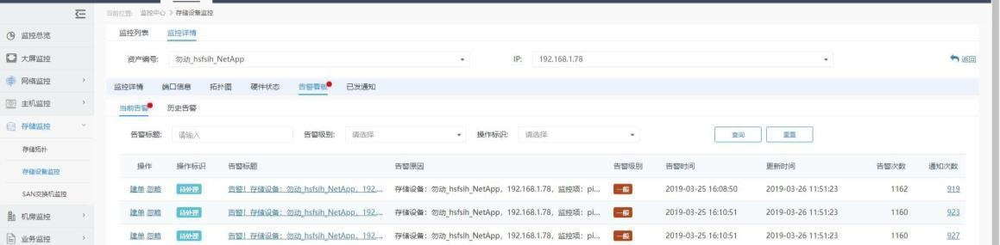 当前位置: 监控中心 > 存储设备监控
监控总览
大屏监控
网络监控
主机监控
存储监控
存储拓扑
存储设备监控
SAN交换机监控
机房监控
业务监控
监控列表 监控详情
资产编号: 勿动_hsfsih_NetApp IP: 192.168.1.78 返回
监控详情 端口信息 拓扑图 硬件状态 告警看板 已发通知
当前告警 历史告警
告警标题: 请输入 告警级别: 请选择 操作标识: 请选择 查询 重置
操作 操作标识 告警标题 告警原因 告警级别 告警时间 更新时间 告警次数 通知次数
建单 忽略 待处理 告警! 存储设备: 勿动_hsfsih_NetApp, 192.... 存储设备: 勿动_hsfsih_NetApp, 192.168.1.78, 监控项: pi... 一般 2019-03-25 16:08:50 2019-03-26 11:51:23 1162 919
建单 忽略 待处理 告警! 存储设备: 勿动_hsfsih_NetApp, 192.... 存储设备: 勿动_hsfsih_NetApp, 192.168.1.78, 监控项: pi... 一般 2019-03-25 16:10:51 2019-03-26 11:51:23 1160 923
建单 忽略 待处理 告警! 存储设备: 勿动_hsfsih_NetApp, 192.... 存储设备: 勿动_hsfsih_NetApp, 192.168.1.78, 监控项: pi... 一般 2019-03-25 16:10:51 2019-03-26 11:51:23 1160 927